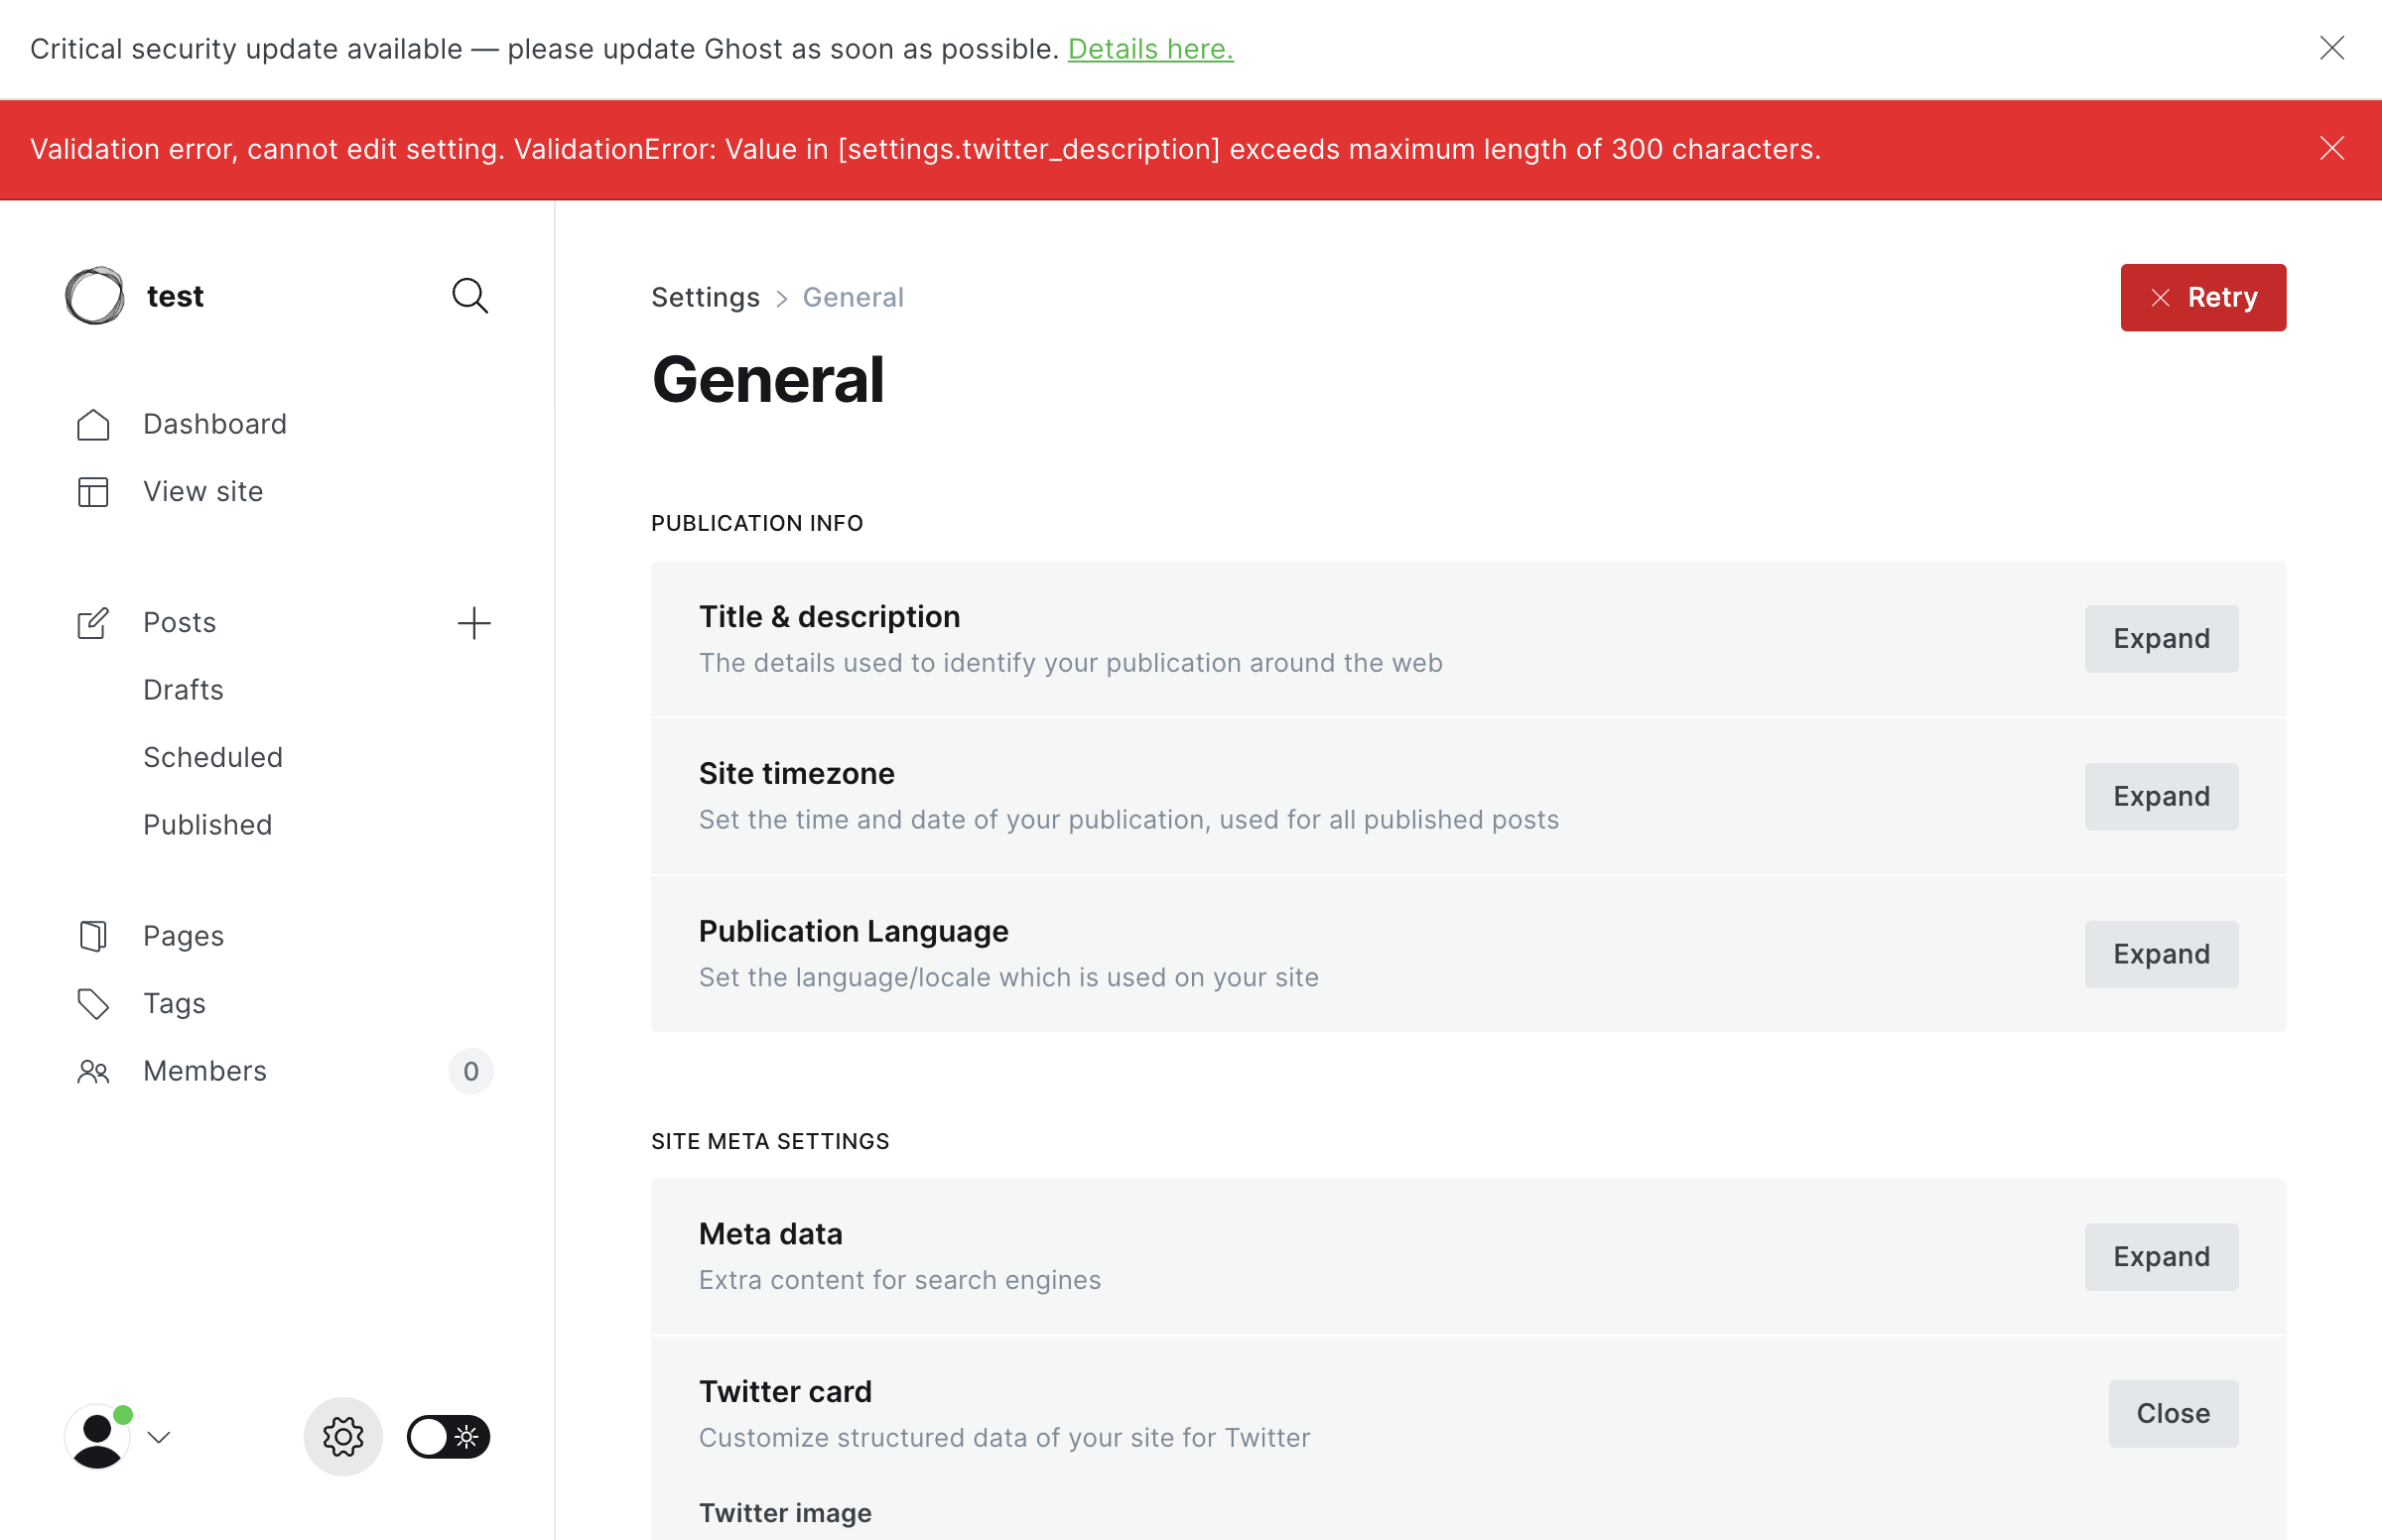 Critical security update available — please update Ghost as soon as possible. Details here.
Validation error, cannot edit setting. ValidationError: Value in [settings.twitter_description] exceeds maximum length of 300 characters.
test
Dashboard
View site
Posts
Drafts
Scheduled
Published
Pages
Tags
Members 0
Settings > General
Retry
General
PUBLICATION INFO
Title & description
The details used to identify your publication around the web
Expand
Site timezone
Set the time and date of your publication, used for all published posts
Expand
Publication Language
Set the language/locale which is used on your site
Expand
SITE META SETTINGS
Meta data
Extra content for search engines
Expand
Twitter card
Customize structured data of your site for Twitter
Close
Twitter image